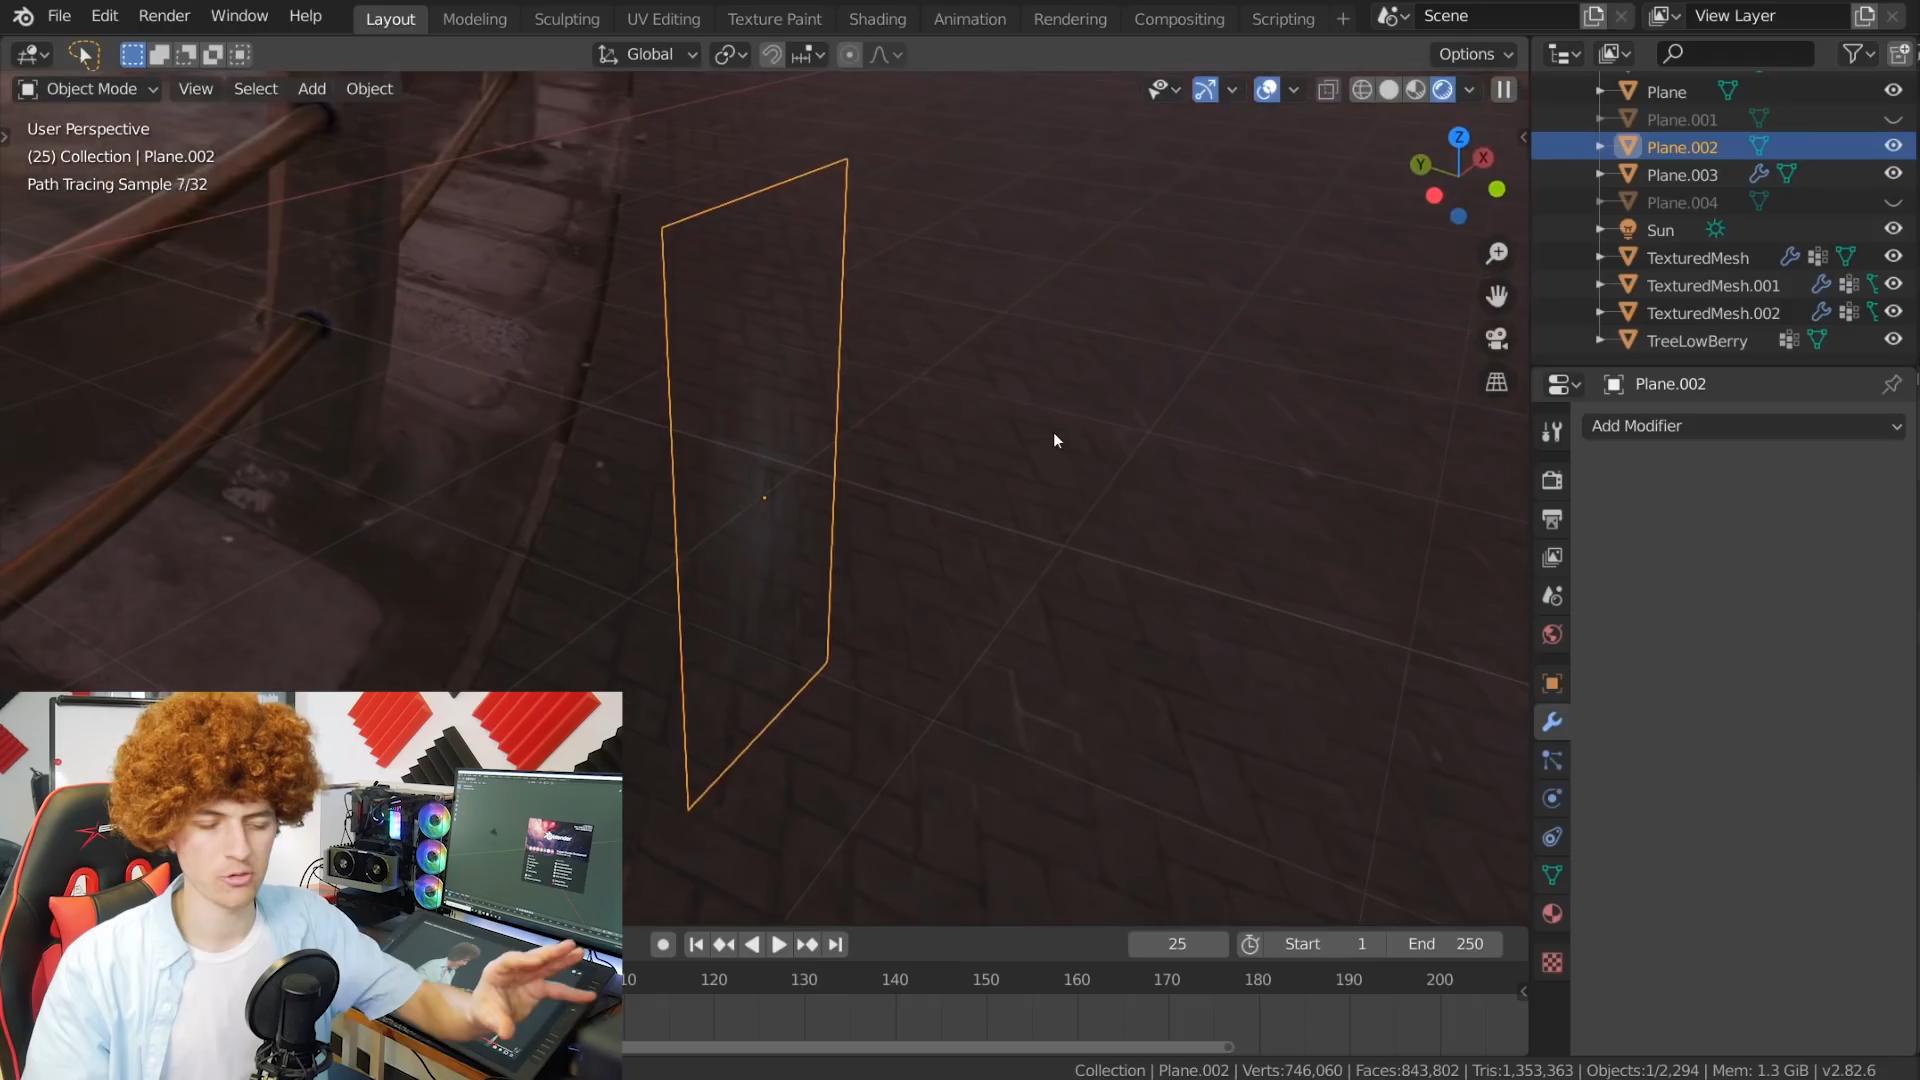 File Edit Render Window Help Layout Modeling Sculpting UV Editing Texture Paint Shading Animation Rendering Compositing Scripting + Scene View Layer
Global Options
Object Mode View Select Add Object
User Perspective
(25) Collection | Plane.002
Path Tracing Sample 7/32
Z
X
Y
Plane
Plane.001
Plane.002
Plane.003
Plane.004
Sun
TexturedMesh
TexturedMesh.001
TexturedMesh.002
TreeLowBerry
Plane.002
Add Modifier
25 Start 1 End 250
120 130 140 150 160 170 180 190 200
Collection | Plane.002 | Verts:746,060 | Faces:843,802 | Tris:1,353,363 | Objects:1/2,294 | Mem: 1.3 GiB | v2.82.6